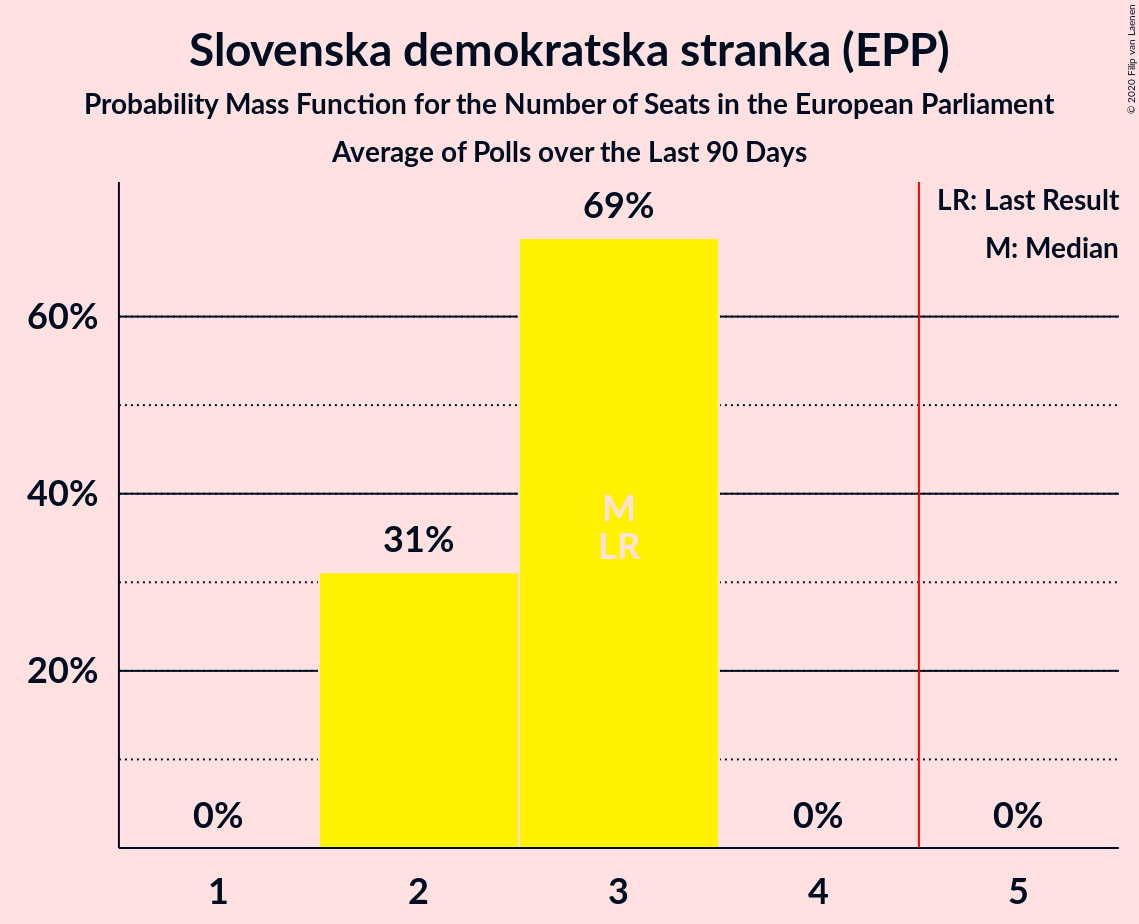 Slovenska demokratska stranka (EPP)
Probability Mass Function for the Number of Seats in the European Parliament
Average of Polls over the Last 90 Days
© 2020 Filip van Laenen
LR: Last Result
M: Median
69%
60%
40%
M
LR
31%
20%
0%
0%
0%
1
2
3
4
5